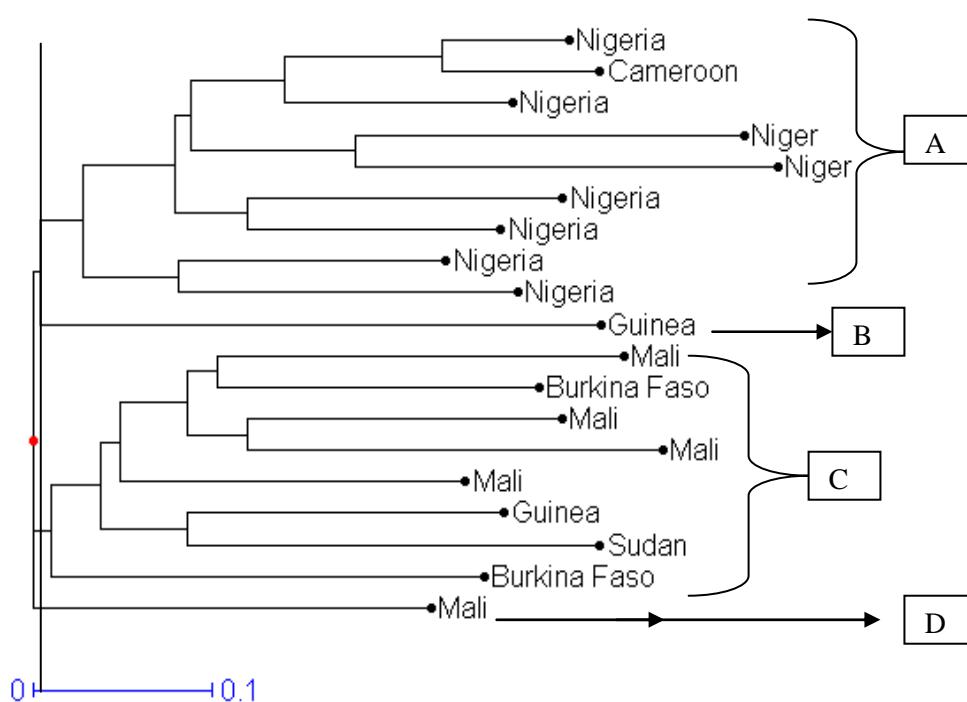 Nigeria
Cameroon
Nigeria
Niger
A
Niger
Nigeria
Nigeria
Nigeria
Nigeria
Guinea
B
Mali
Burkina Faso
Mali
Mali
C
Mali
Guinea
Sudan
Burkina Faso
Mali
D
0 0.1